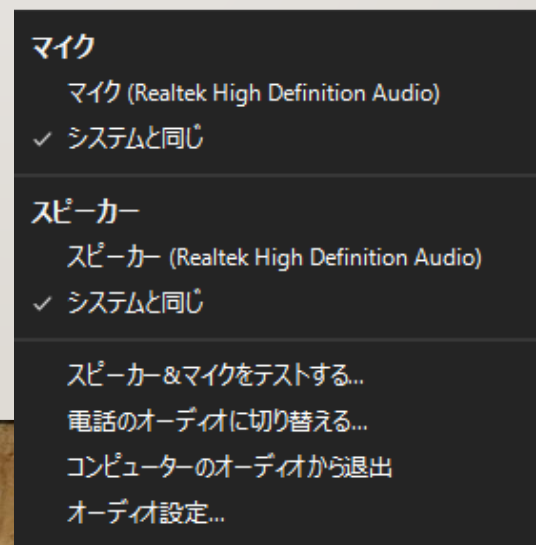 マイク
マイク (Realtek High Definition Audio)
システムと同じ
スピーカー
スピーカー (Realtek High Definition Audio)
システムと同じ
スピーカー&マイクをテストする...
電話のオーディオに切り替える...
コンピューターのオーディオから退出
オーディオ設定...